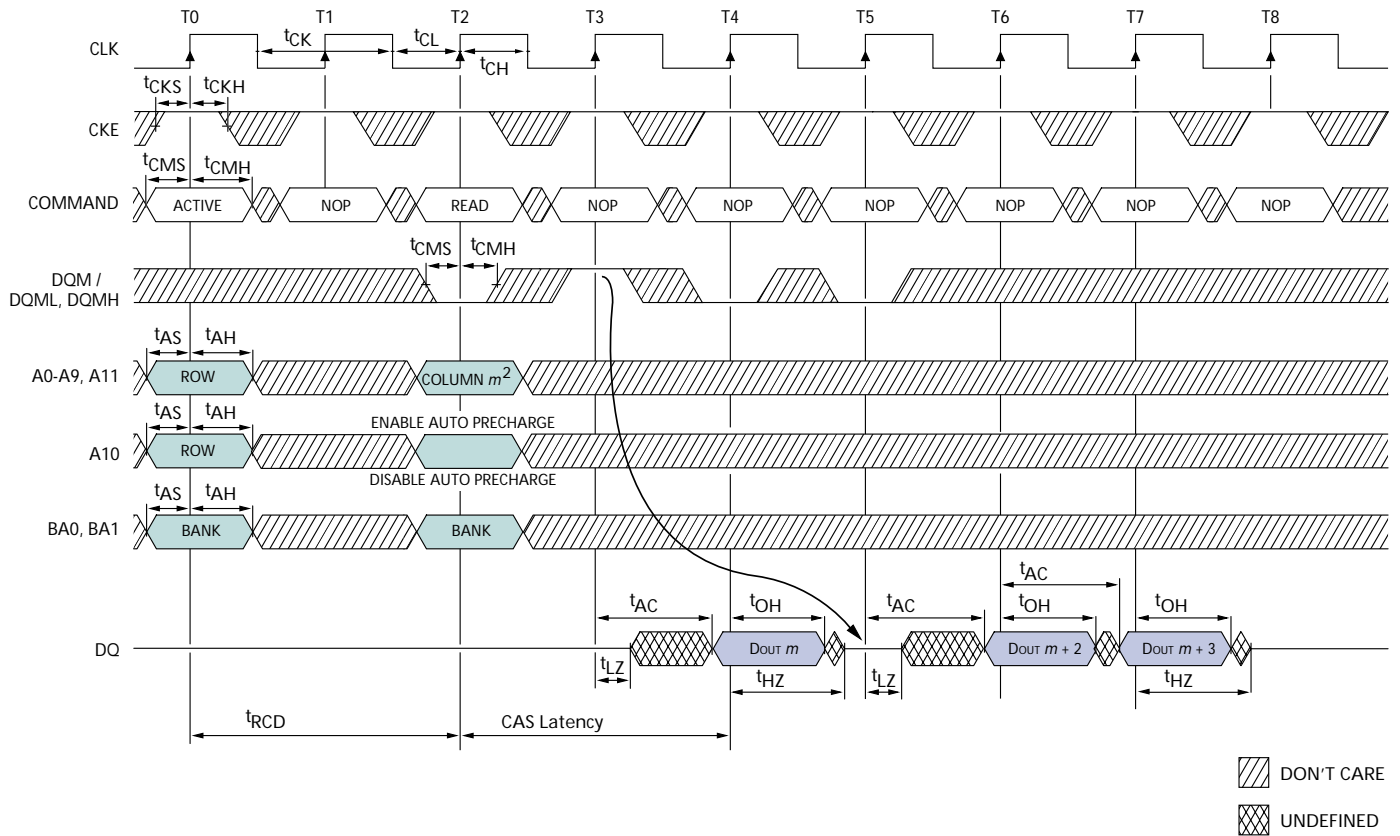 T0 T1 T2 T3 T4 T5 T6 T7 T8
CLK
tCK tCL
tCH
tCKS tCKH
CKE
tCMS tCMH
COMMAND ACTIVE NOP READ NOP NOP NOP NOP NOP NOP
tCMS tCMH
DQM /
DQML, DQMH
tAS tAH
A0-A9, A11 ROW COLUMN m2
tAS tAH
ENABLE AUTO PRECHARGE
A10 ROW
DISABLE AUTO PRECHARGE
tAS tAH
BA0, BA1 BANK BANK
tAC
tAC tOH tAC tOH tOH
DQ DOUT m DOUT m + 2 DOUT m + 3
tLZ tHZ tLZ tHZ
tRCD CAS Latency
DON'T CARE
UNDEFINED